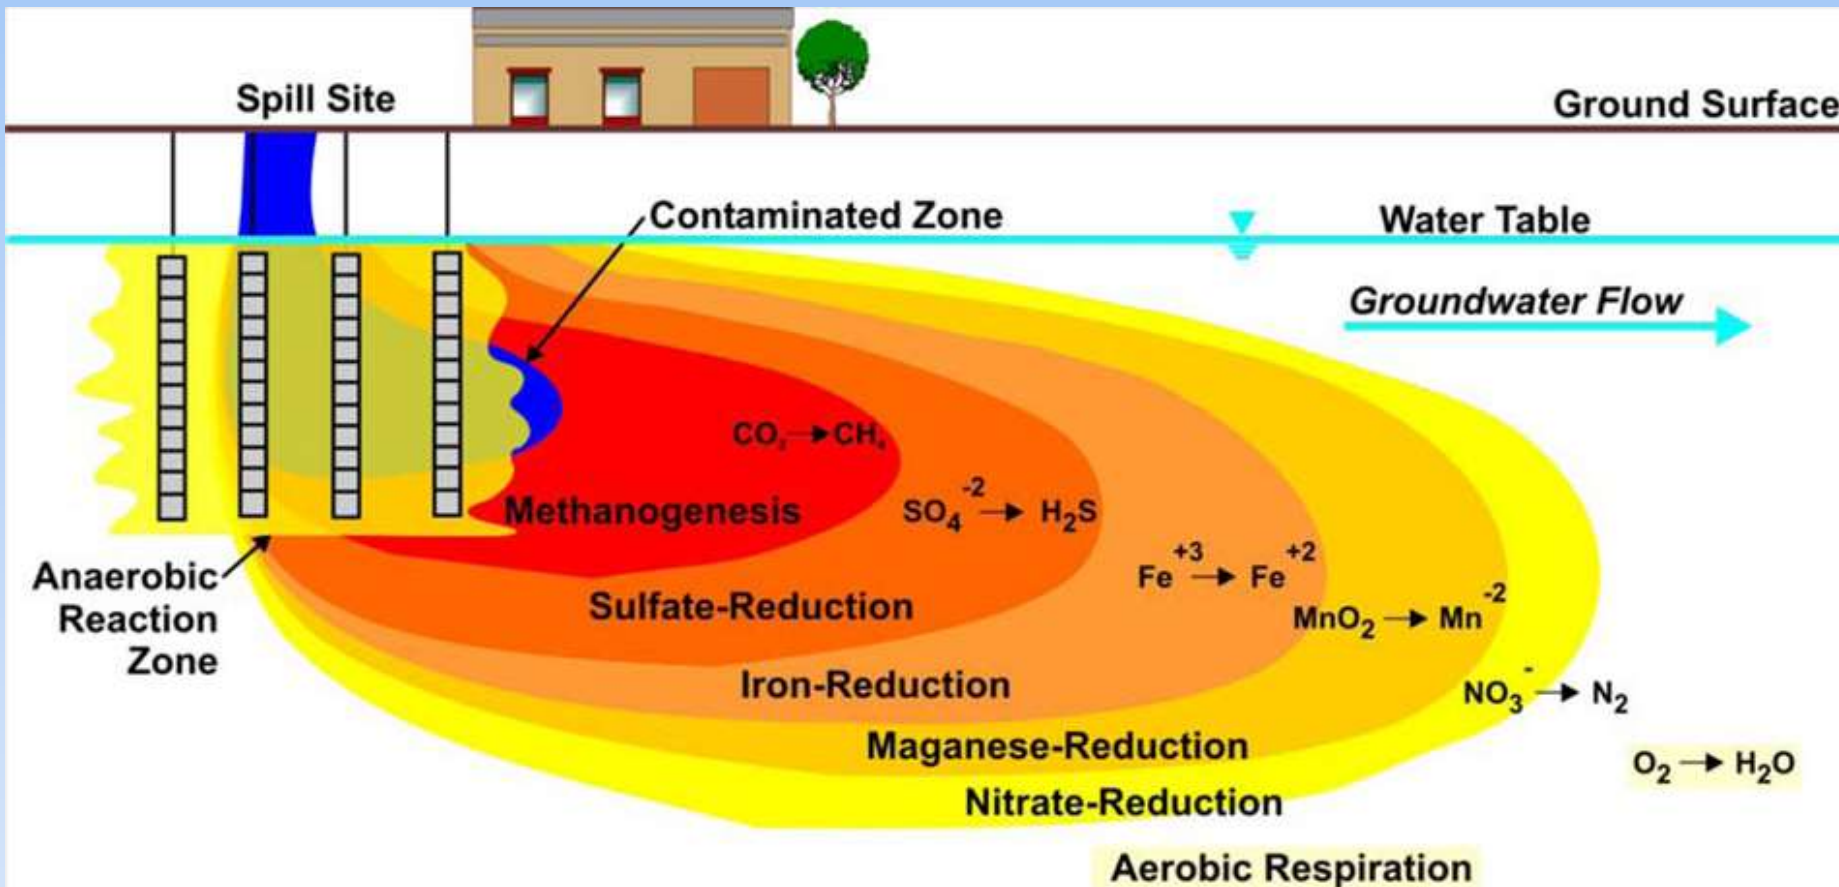 Spill Site
Ground Surface
Contaminated Zone
Water Table
Groundwater Flow
CO₂→CH₄
Methanogenesis
SO₄⁻²→ H₂S
Anaerobic
Reaction
Zone
Fe⁺³→ Fe⁺²
Sulfate-Reduction
MnO₂→ Mn⁻²
Iron-Reduction
NO₃⁻→ N₂
Maganese-Reduction
O₂→ H₂O
Nitrate-Reduction
Aerobic Respiration